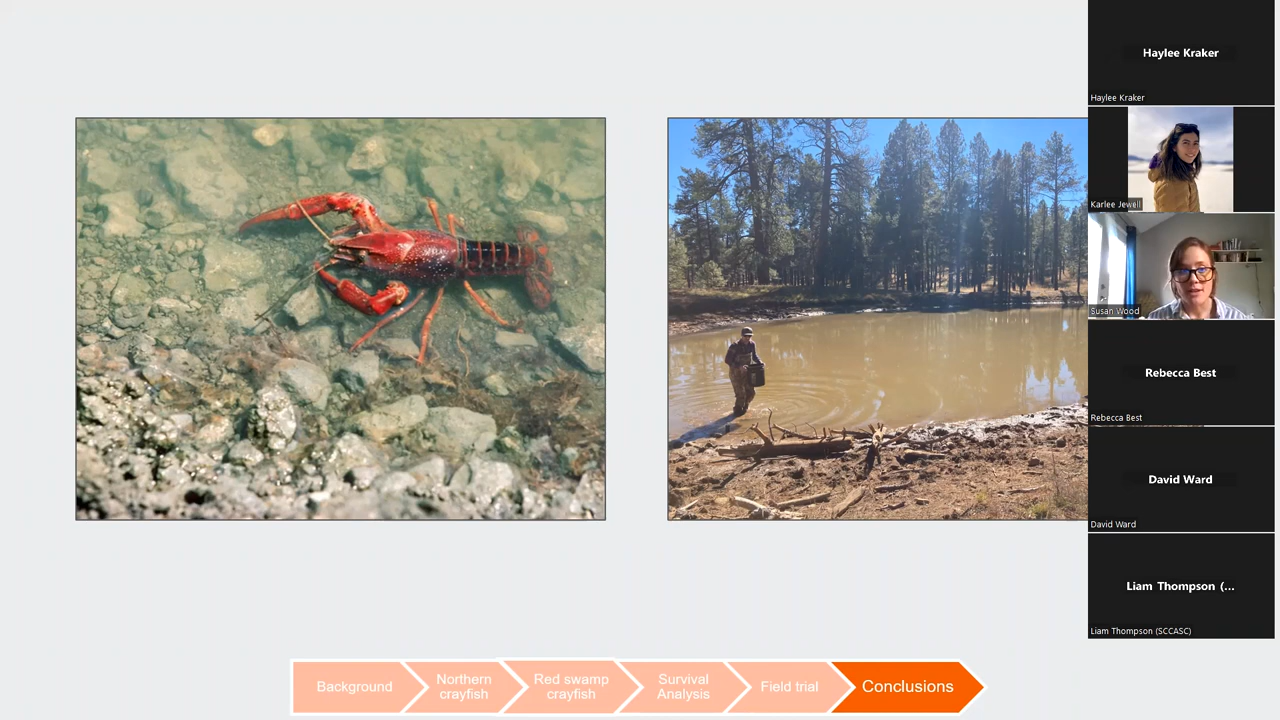 Haylee Kraker
Haylee Kraker
Karlee Jewell
Susan Wood
Rebecca Best
Rebecca Best
David Ward
David Ward
Liam Thompson (...
Liam Thompson (SCCASC)
Background
Northern
crayfish
Red swamp
crayfish
Survival
Analysis
Field trial
Conclusions